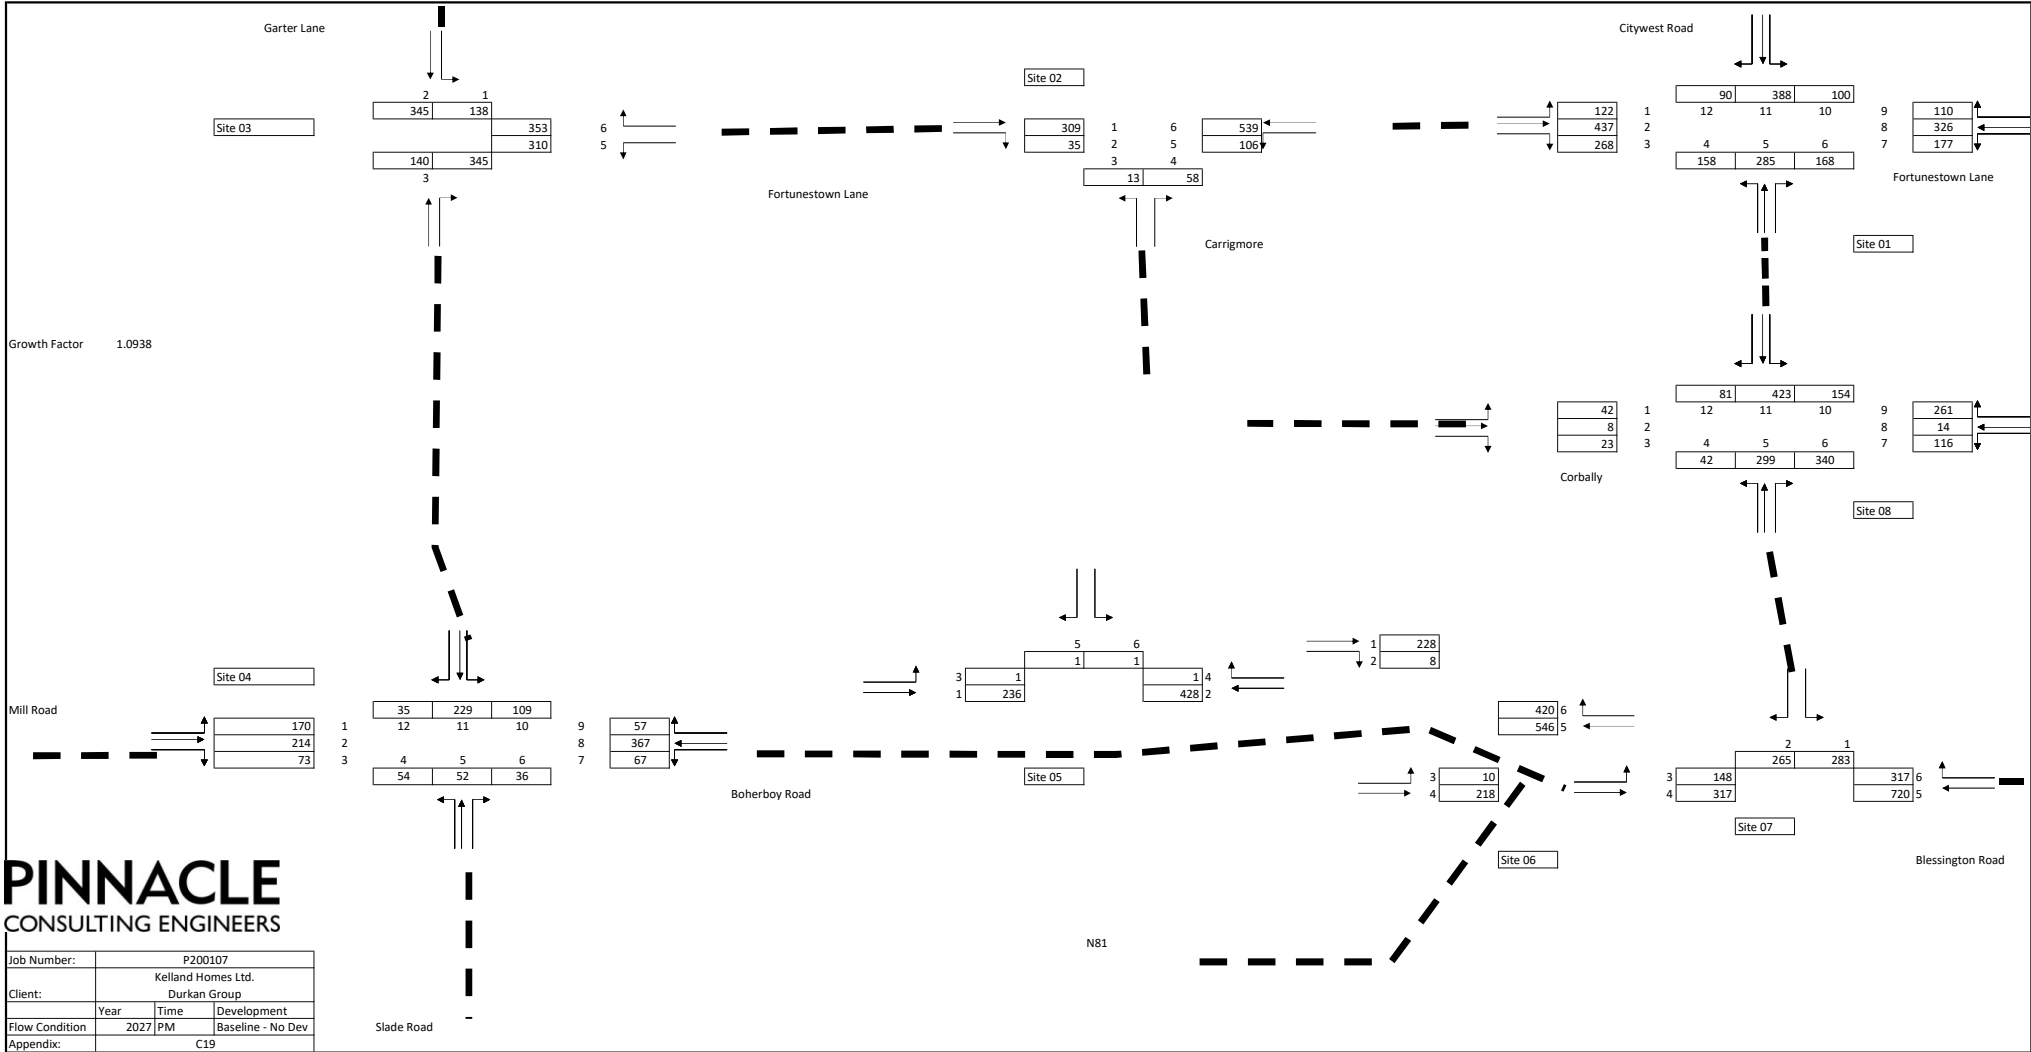 Garter Lane
Citywest Road
Site 02
2 1
345 138
Site 03
353 6
310 5
140 345
3
309 1 6 539
35 2 5 106
3 4
13 58
Fortunestown Lane
Carrigmore
90 388 100
122 1 12 11 10 9 110
437 2 8 326
268 3 4 5 6 7 177
158 285 168
Fortunestown Lane
Site 01
Growth Factor 1.0938
81 423 154
42 1 12 11 10 9 261
8 2 8 14
23 3 4 5 6 7 116
42 299 340
Corbally
Site 08
5 6
1 1
3 1 1 4
1 236 428 2
1 228
2 8
Site 04
Mill Road
35 229 109
170 1 12 11 10 9 57
214 2 8 367
73 3 4 5 6 7 67
54 52 36
Boherboy Road
Site 05
420 6
546 5
3 10
4 218
2 1
265 283
3 148 317 6
4 317 720 5
Site 07
Site 06
Blessington Road
PINNACLE
CONSULTING ENGINEERS
N81
Job Number: P200107
Kelland Homes Ltd.
Client: Durkan Group
Year Time Development
Flow Condition 2027 PM Baseline - No Dev
Appendix: C19
Slade Road